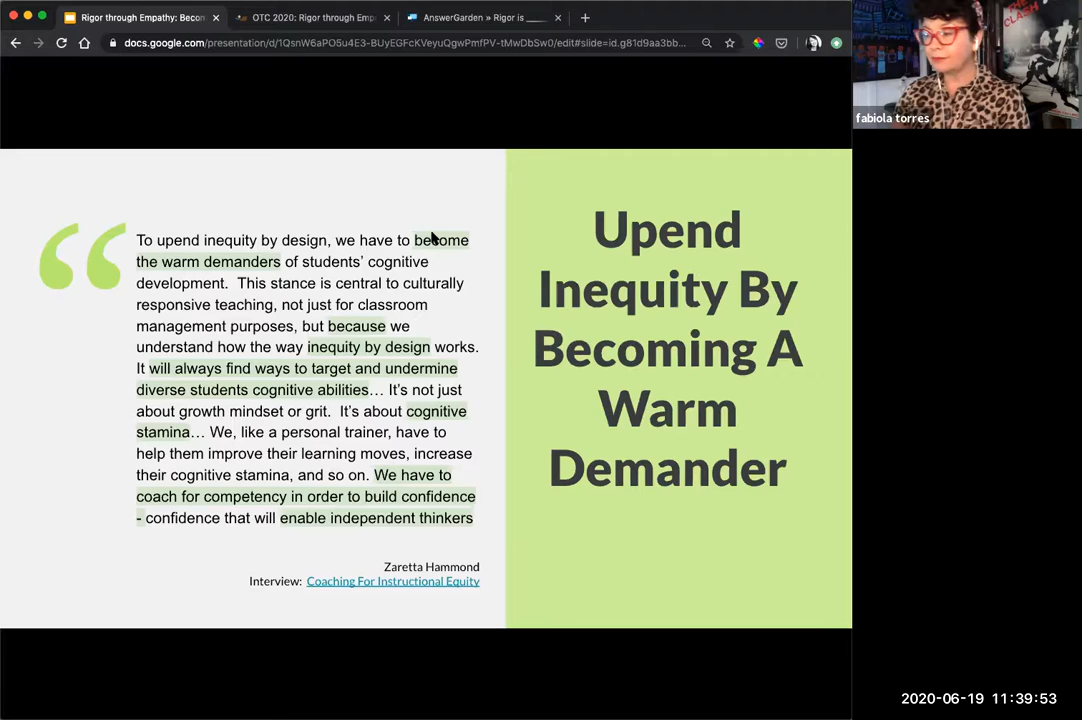 Rigor through Empathy: Becor
OTC 2020: Rigor through Emp
AnswerGarden » Rigor is ____
docs.google.com/presentation/d/1QsnW6aPO5u4E3-BUyEGFcKVeyuQgwPmfPV-tMwDbSw0/edit#slide=id.g81d9aa3bb...
THE CLASH
fabiola torres
To upend inequity by design, we have to become
the warm demanders of students’ cognitive
development. This stance is central to culturally
responsive teaching, not just for classroom
management purposes, but because we
understand how the way inequity by design works.
It will always find ways to target and undermine
diverse students cognitive abilities… It’s not just
about growth mindset or grit. It’s about cognitive
stamina… We, like a personal trainer, have to
help them improve their learning moves, increase
their cognitive stamina, and so on. We have to
coach for competency in order to build confidence
- confidence that will enable independent thinkers
Zaretta Hammond
Interview: Coaching For Instructional Equity
Upend
Inequity By
Becoming A
Warm
Demander
2020-06-19 11:39:53